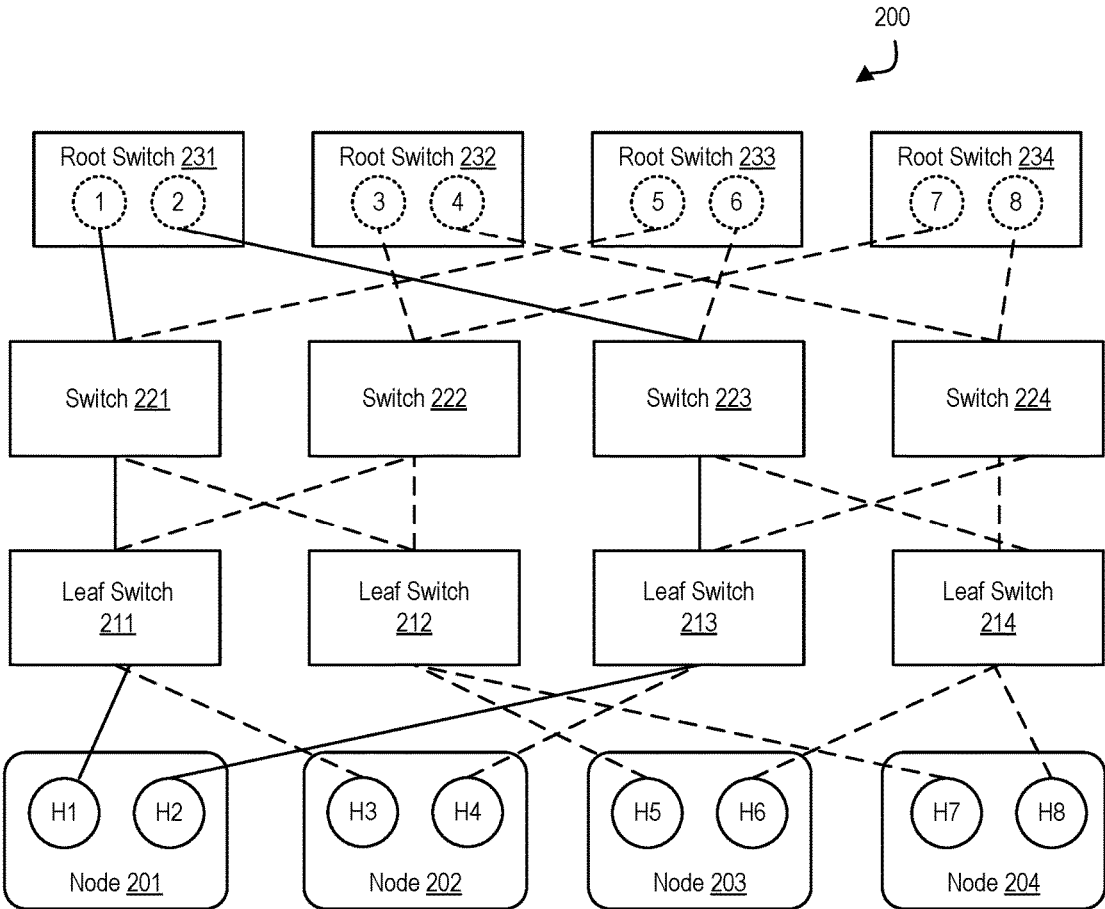 200
Root Switch 231
1 2
Root Switch 232
3 4
Root Switch 233
5 6
Root Switch 234
7 8
Switch 221
Switch 222
Switch 223
Switch 224
Leaf Switch
211
Leaf Switch
212
Leaf Switch
213
Leaf Switch
214
H1 H2
Node 201
H3 H4
Node 202
H5 H6
Node 203
H7 H8
Node 204